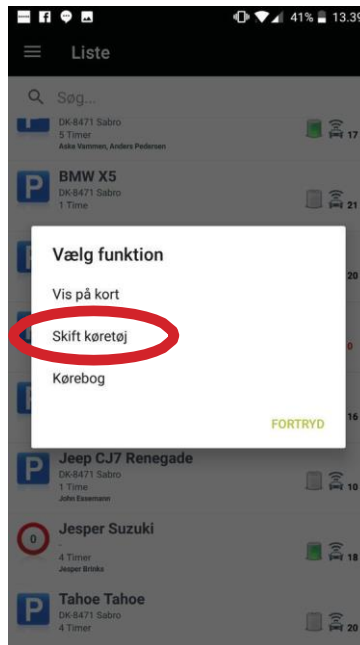 41% 13.39
Liste
Søg...
DK-8471 Sabro
5 Timer
Aske Vammen, Anders Pedersen
17
P
BMW X5
DK-8471 Sabro
1 Time
21
Vælg funktion
20
Vis på kort
Skift køretøj
0
Kørebog
FORTRYD
16
P
Jeep CJ7 Renegade
DK-8471 Sabro
1 Time
John Essemann
10
0
Jesper Suzuki
-
4 Timer
Jesper Brinks
18
P
Tahoe Tahoe
DK-8471 Sabro
4 Timer
20